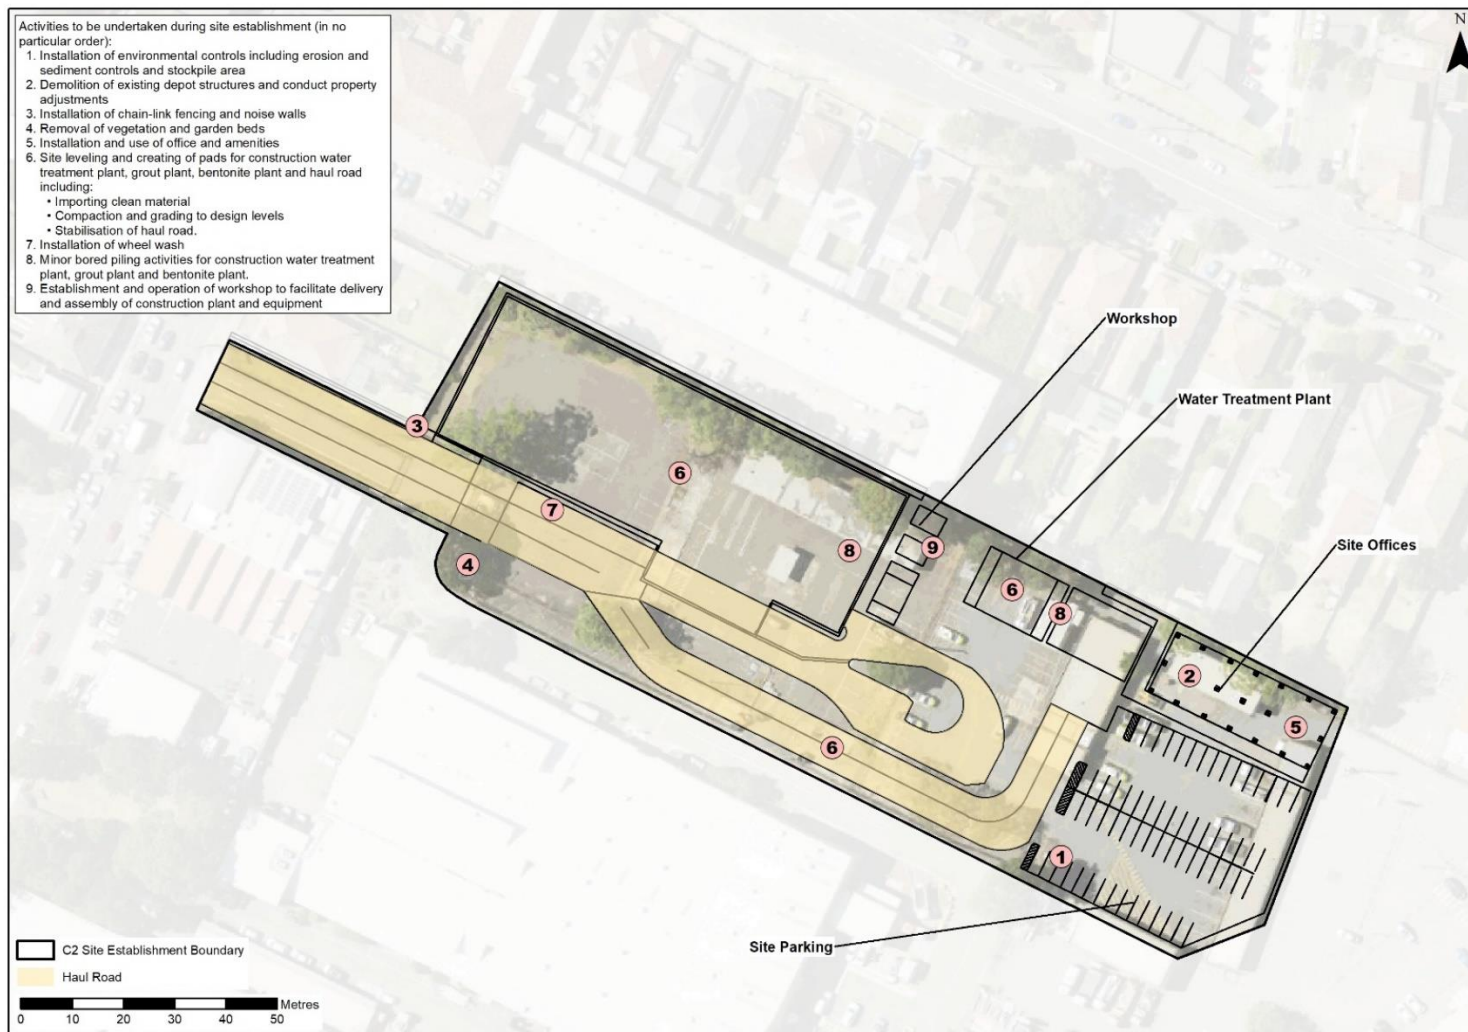 Activities to be undertaken during site establishment (in no
particular order):
1. Installation of environmental controls including erosion and
sediment controls and stockpile area
2. Demolition of existing depot structures and conduct property
adjustments
3. Installation of chain-link fencing and noise walls
4. Removal of vegetation and garden beds
5. Installation and use of office and amenities
6. Site leveling and creating of pads for construction water
treatment plant, grout plant, bentonite plant and haul road
including:
• Importing clean material
• Compaction and grading to design levels
• Stabilisation of haul road.
7. Installation of wheel wash
8. Minor bored piling activities for construction water treatment
plant, grout plant and bentonite plant.
9. Establishment and operation of workshop to facilitate delivery
and assembly of construction plant and equipment
N
Workshop
Water Treatment Plant
Site Offices
3
6
7
8
9
4
6
8
2
5
6
1
Site Parking
C2 Site Establishment Boundary
Haul Road
Metres
0 10 20 30 40 50